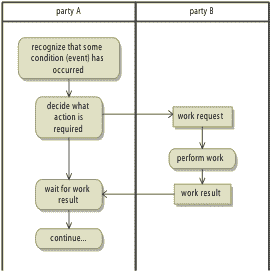 party A
party B
recognize that some
condition (event) has
occurred
decide what
action is
required
work request
perform work
wait for work
result
work result
continue...